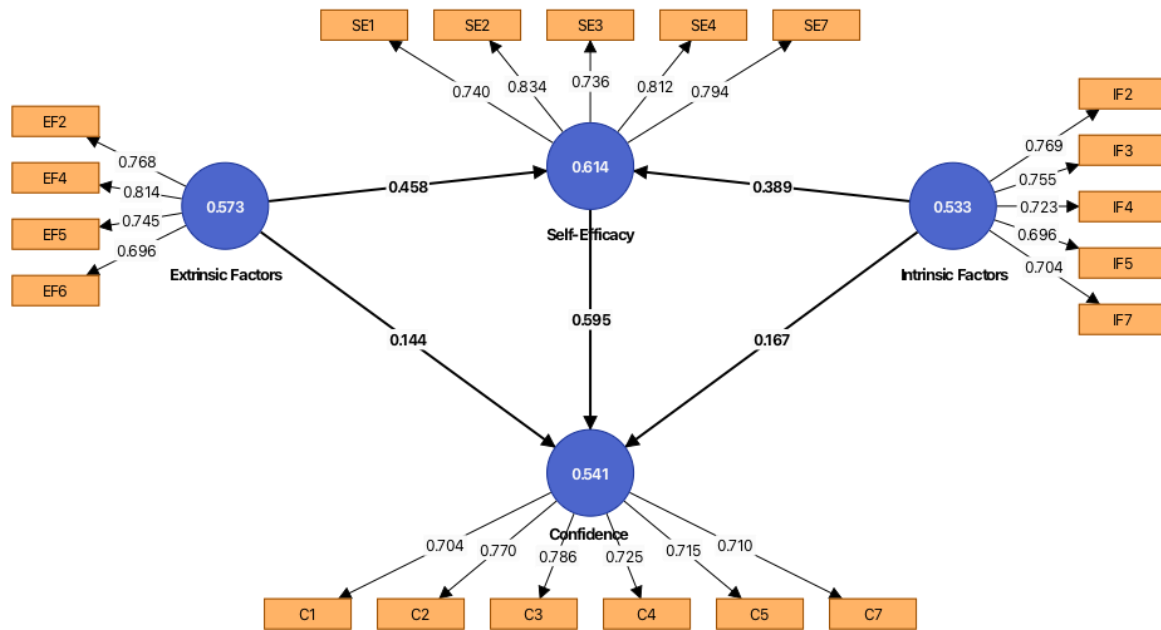 SE1 SE2 SE3 SE4 SE7
0.740 0.834 0.736 0.812 0.794
EF2
EF4
EF5
EF6
0.768
0.814
0.745
0.696
0.573
Extrinsic Factors
0.458
0.614
Self-Efficacy
0.389
0.533
Intrinsic Factors
0.769
0.755
0.723
0.696
0.704
IF2
IF3
IF4
IF5
IF7
0.144
0.595
0.167
0.541
Confidence
0.704 0.770 0.786 0.725 0.715 0.710
C1 C2 C3 C4 C5 C7